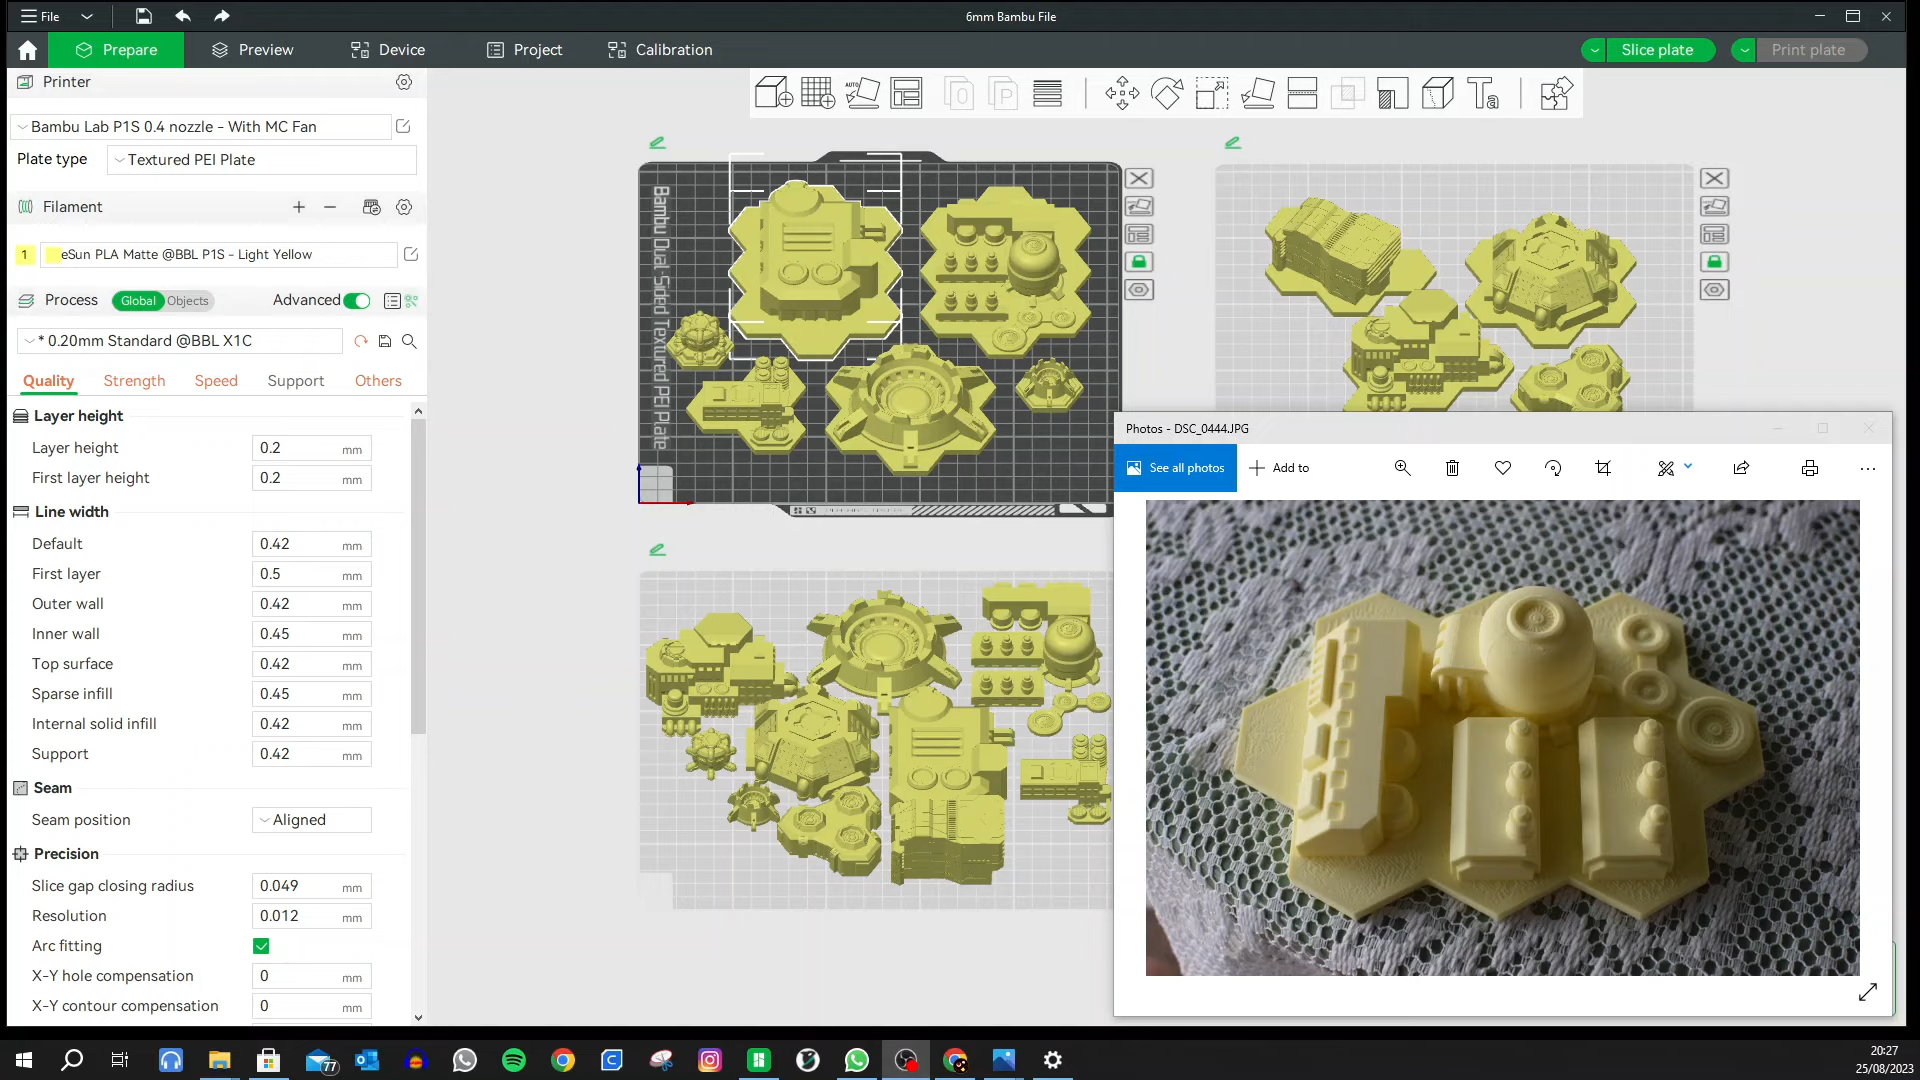 File
6mm Bambu File
Prepare
Preview
Device
Project
Calibration
Slice plate
Print plate
Printer
Bambu Lab P1S 0.4 nozzle - With MC Fan
Plate type
Textured PEI Plate
Filament
1
eSun PLA Matte @BBL P1S - Light Yellow
Process
Global
Objects
Advanced
* 0.20mm Standard @BBL X1C
Quality
Strength
Speed
Support
Others
Layer height
Layer height 0.2 mm
First layer height 0.2 mm
Line width
Default 0.42 mm
First layer 0.5 mm
Outer wall 0.42 mm
Inner wall 0.45 mm
Top surface 0.42 mm
Sparse infill 0.45 mm
Internal solid infill 0.42 mm
Support 0.42 mm
Seam
Seam position Aligned
Precision
Slice gap closing radius 0.049 mm
Resolution 0.012 mm
Arc fitting
X-Y hole compensation 0 mm
X-Y contour compensation 0 mm
AUTO
O
P
Ta
Bambu Dual-Sided Textured PEI Plate
Photos - DSC_0444.JPG
See all photos
Add to
77
20:27
25/08/2023